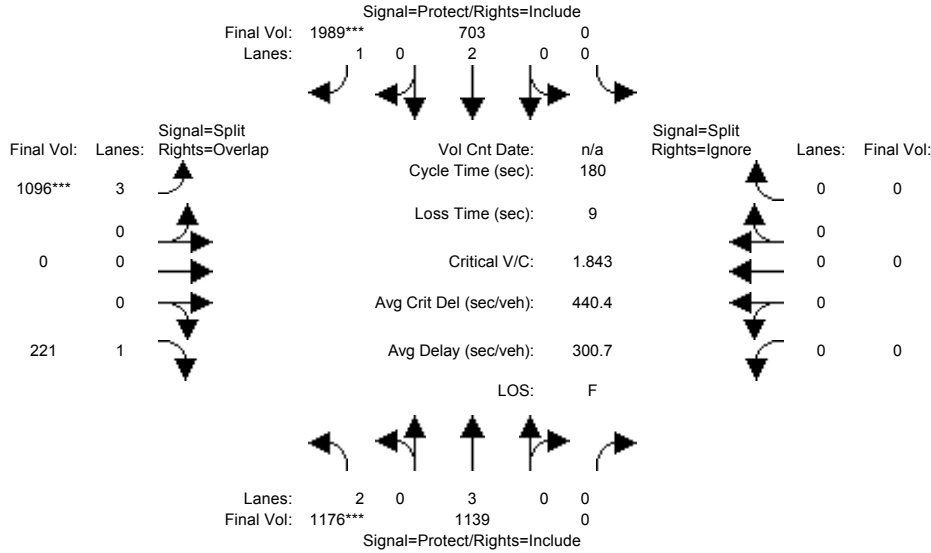 Signal=Protect/Rights=Include
Final Vol: 1989*** 703 0
Lanes: 1 0 2 0 0
Signal=Split Signal=Split
Final Vol: Lanes: Rights=Overlap Vol Cnt Date: n/a Rights=Ignore Lanes: Final Vol:
Cycle Time (sec): 180
1096*** 3 0 0
Loss Time (sec): 9
0 0
0 0 Critical V/C: 1.843 0 0
0 Avg Crit Del (sec/veh): 440.4 0
221 1 Avg Delay (sec/veh): 300.7 0 0
LOS: F
Lanes: 2 0 3 0 0
Final Vol: 1176*** 1139 0
Signal=Protect/Rights=Include